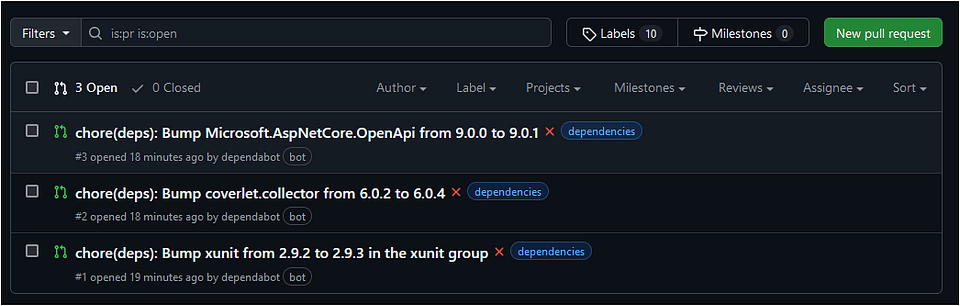 Filters is:pr is:open Labels 10 Milestones 0 New pull request
3 Open 0 Closed Author Label Projects Milestones Reviews Assignee Sort
chore(deps): Bump Microsoft.AspNetCore.OpenApi from 9.0.0 to 9.0.1 dependencies
#3 opened 18 minutes ago by dependabot bot
chore(deps): Bump coverlet.collector from 6.0.2 to 6.0.4 dependencies
#2 opened 18 minutes ago by dependabot bot
chore(deps): Bump xunit from 2.9.2 to 2.9.3 in the xunit group dependencies
#1 opened 19 minutes ago by dependabot bot